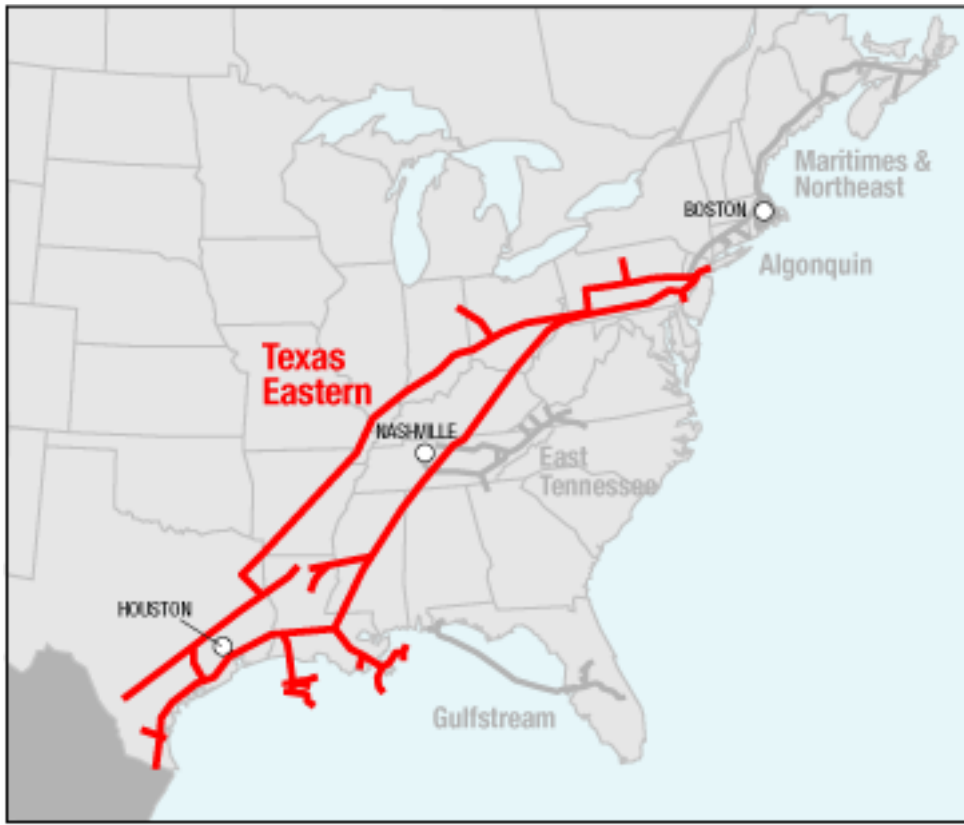 Maritimes &
Northeast
BOSTON
Algonquin
Texas
Eastern
NASHVILLE
East
Tennessee
HOUSTON
Gulfstream